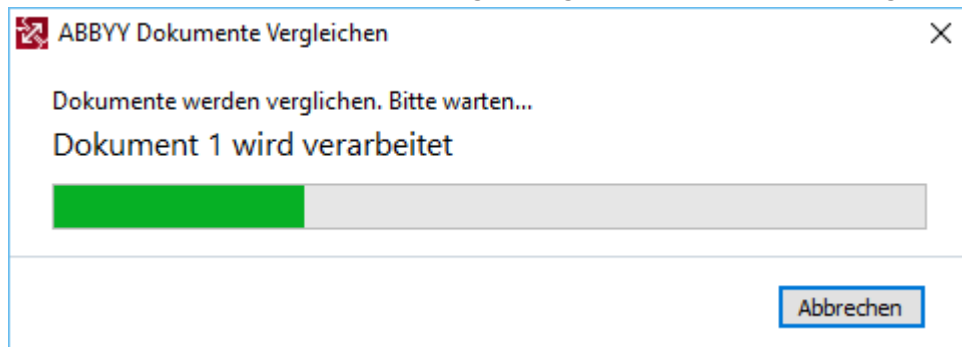 ABBYY Dokumente Vergleichen
Dokumente werden verglichen. Bitte warten...
Dokument 1 wird verarbeitet
Abbrechen